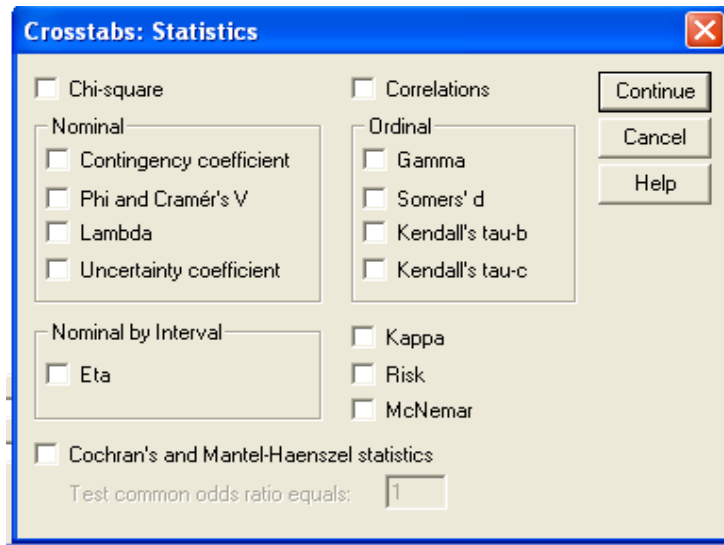 Crosstabs: Statistics
Chi-square
Correlations
Continue
Nominal
Contingency coefficient
Phi and Cramér's V
Lambda
Uncertainty coefficient
Ordinal
Gamma
Somers' d
Kendall's tau-b
Kendall's tau-c
Cancel
Help
Nominal by Interval
Eta
Kappa
Risk
McNemar
Cochran's and Mantel-Haenszel statistics
Test common odds ratio equals: 1